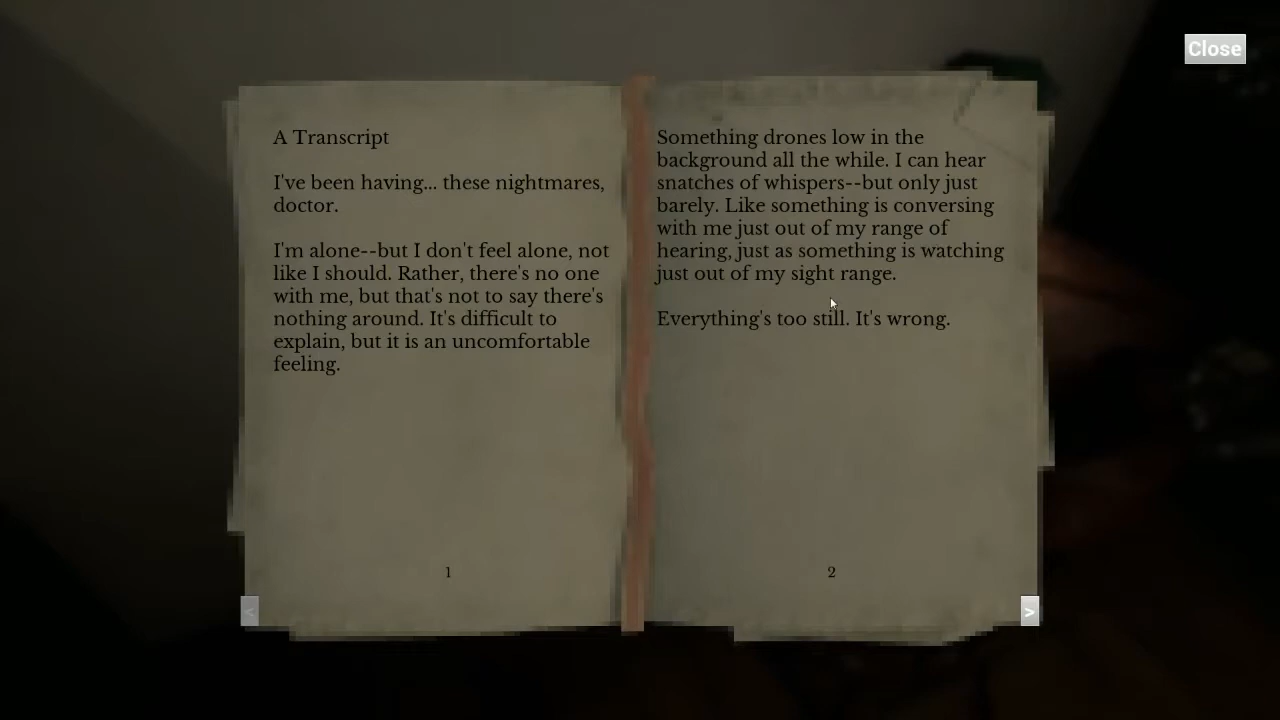 Close
A Transcript
I've been having... these nightmares,
doctor.
I'm alone--but I don't feel alone, not
like I should. Rather, there's no one
with me, but that's not to say there's
nothing around. It's difficult to
explain, but it is an uncomfortable
feeling.
1
Something drones low in the
background all the while. I can hear
snatches of whispers--but only just
barely. Like something is conversing
with me just out of my range of
hearing, just as something is watching
just out of my sight range.
Everything's too still. It's wrong.
2
<
>